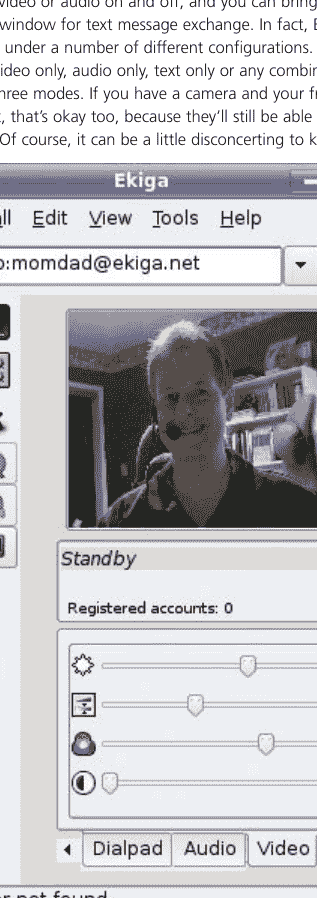 video or audio on and off, and you can bring
window for text message exchange. In fact, E
under a number of different configurations.
ideo only, audio only, text only or any combin
hree modes. If you have a camera and your fr
, that's okay too, because they'll still be able
Of course, it can be a little disconcerting to k
Ekiga
ll Edit View Tools Help
o:momdad@ekiga.net
Standby
Registered accounts: 0
Dialpad Audio Video
r not found